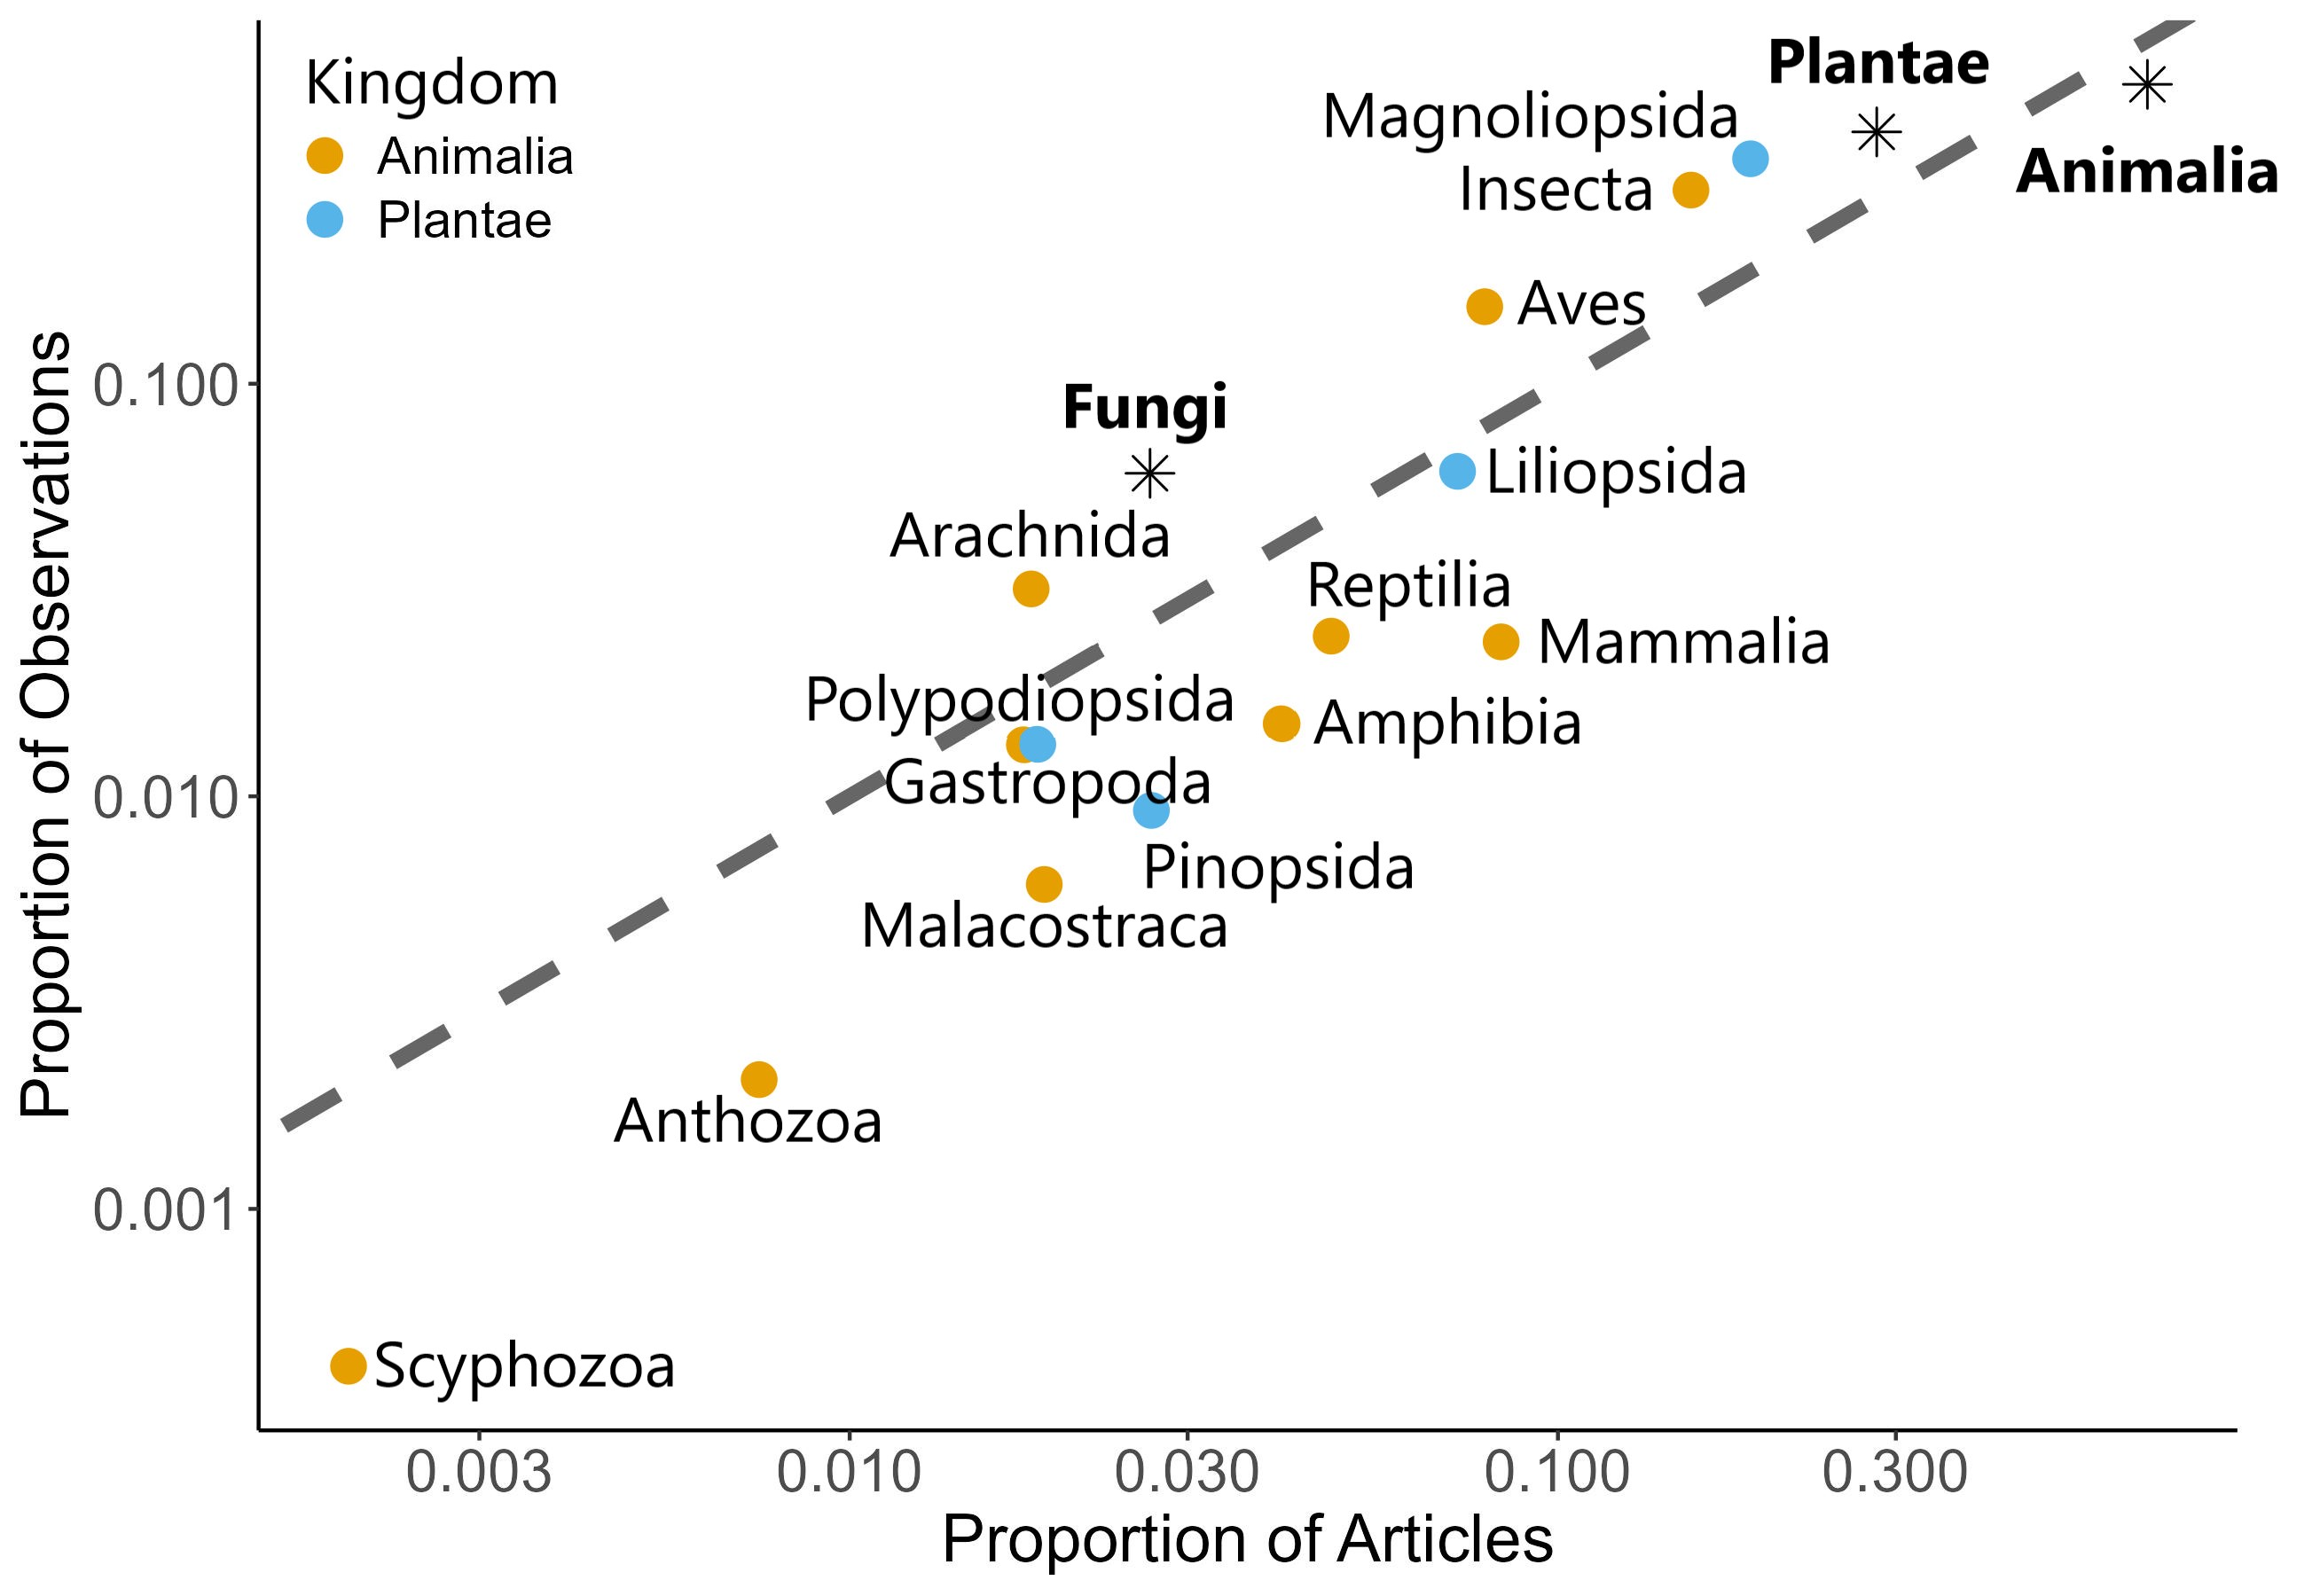 Kingdom
Animalia
Plantae
Plantae
Magnoliopsida
Animalia
Insecta
Aves
Fungi
Liliopsida
Arachnida
Reptilia
Mammalia
Polypodiopsida
Amphibia
Gastropoda
Pinopsida
Malacostraca
Anthozoa
Scyphozoa
Proportion of Observations
0.100
0.010
0.001
0.003 0.010 0.030 0.100 0.300
Proportion of Articles